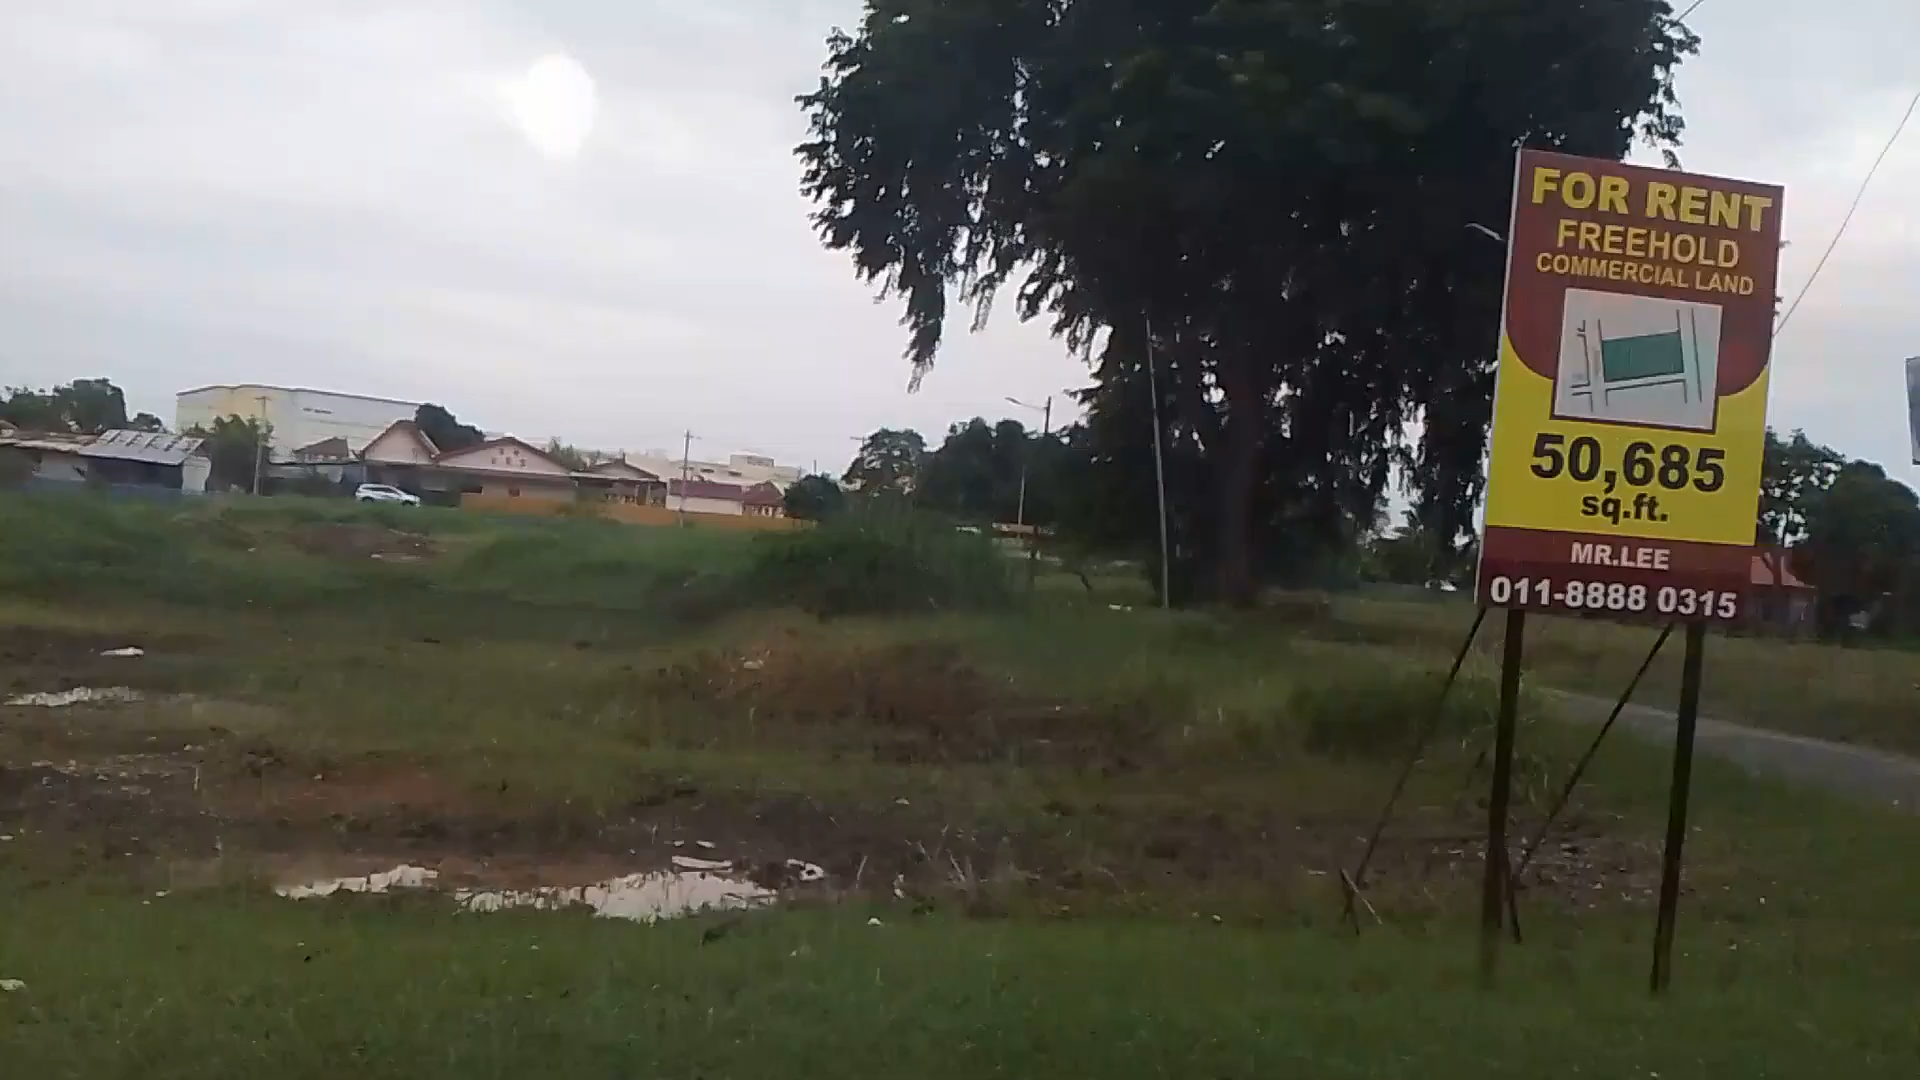 FOR RENT
FREEHOLD
COMMERCIAL LAND
50,685
sq.ft.
MR.LEE
011-8888 0315